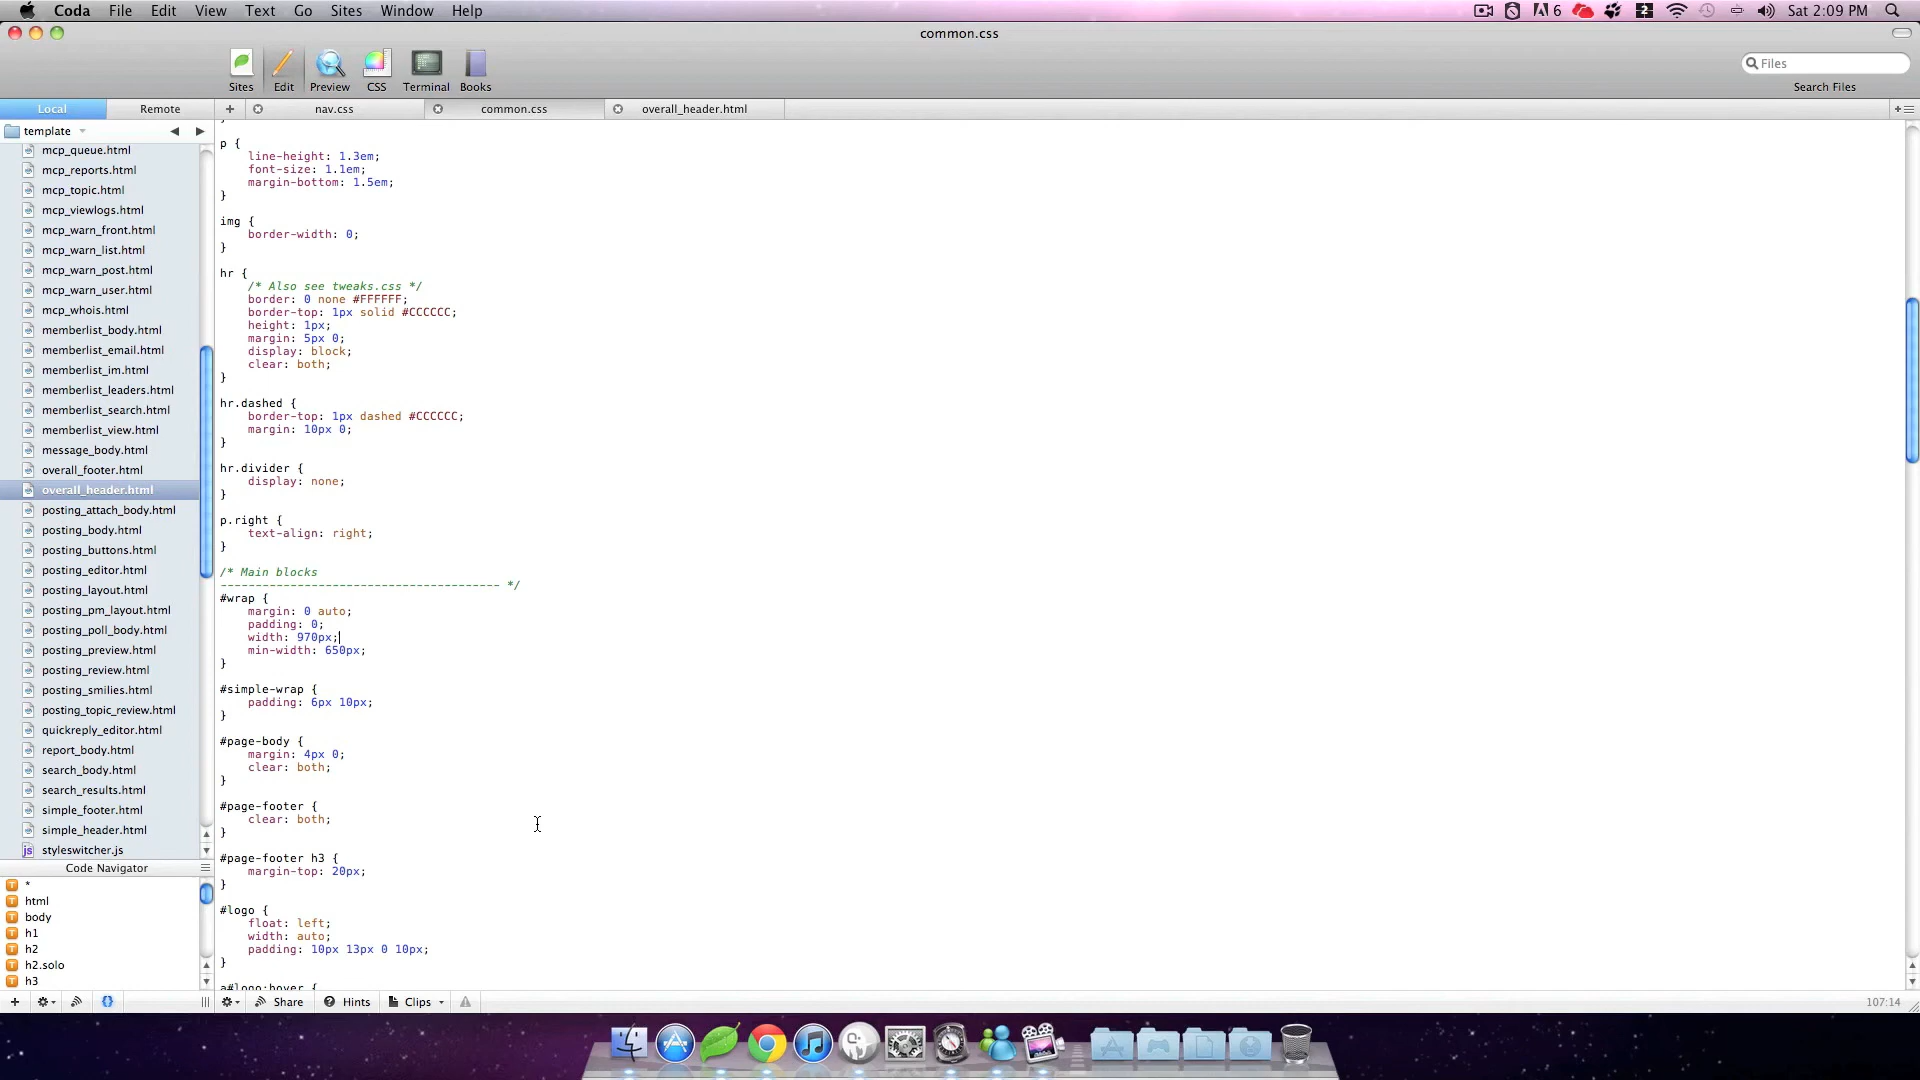 Coda File Edit View Text Go Sites Window Help
6 2 Sat 2:09 PM
common.css
Sites Edit Preview CSS Terminal Books
Files
Search Files
Local Remote
nav.css common.css overall_header.html
template
mcp_queue.html
mcp_reports.html
mcp_topic.html
mcp_viewlogs.html
mcp_warn_front.html
mcp_warn_list.html
mcp_warn_post.html
mcp_warn_user.html
mcp_whois.html
memberlist_body.html
memberlist_email.html
memberlist_im.html
memberlist_leaders.html
memberlist_search.html
memberlist_view.html
message_body.html
overall_footer.html
overall_header.html
posting_attach_body.html
posting_body.html
posting_buttons.html
posting_editor.html
posting_layout.html
posting_pm_layout.html
posting_poll_body.html
posting_preview.html
posting_review.html
posting_smilies.html
posting_topic_review.html
quickreply_editor.html
report_body.html
search_body.html
search_results.html
simple_footer.html
simple_header.html
js styleswitcher.js
Code Navigator
T *
T html
T body
T h1
T h2
T h2.solo
T h3
}
p {
line-height: 1.3em;
font-size: 1.1em;
margin-bottom: 1.5em;
}
img {
border-width: 0;
}
hr {
/* Also see tweaks.css */
border: 0 none #FFFFFF;
border-top: 1px solid #CCCCCC;
height: 1px;
margin: 5px 0;
display: block;
clear: both;
}
hr.dashed {
border-top: 1px dashed #CCCCCC;
margin: 10px 0;
}
hr.divider {
display: none;
}
p.right {
text-align: right;
}
/* Main blocks
---------------------------------------- */
#wrap {
margin: 0 auto;
padding: 0;
width: 970px;
min-width: 650px;
}
#simple-wrap {
padding: 6px 10px;
}
#page-body {
margin: 4px 0;
clear: both;
}
#page-footer {
clear: both;
}
#page-footer h3 {
margin-top: 20px;
}
#logo {
float: left;
width: auto;
padding: 10px 13px 0 10px;
}
a#logo:hover {
Share Hints Clips
107:14